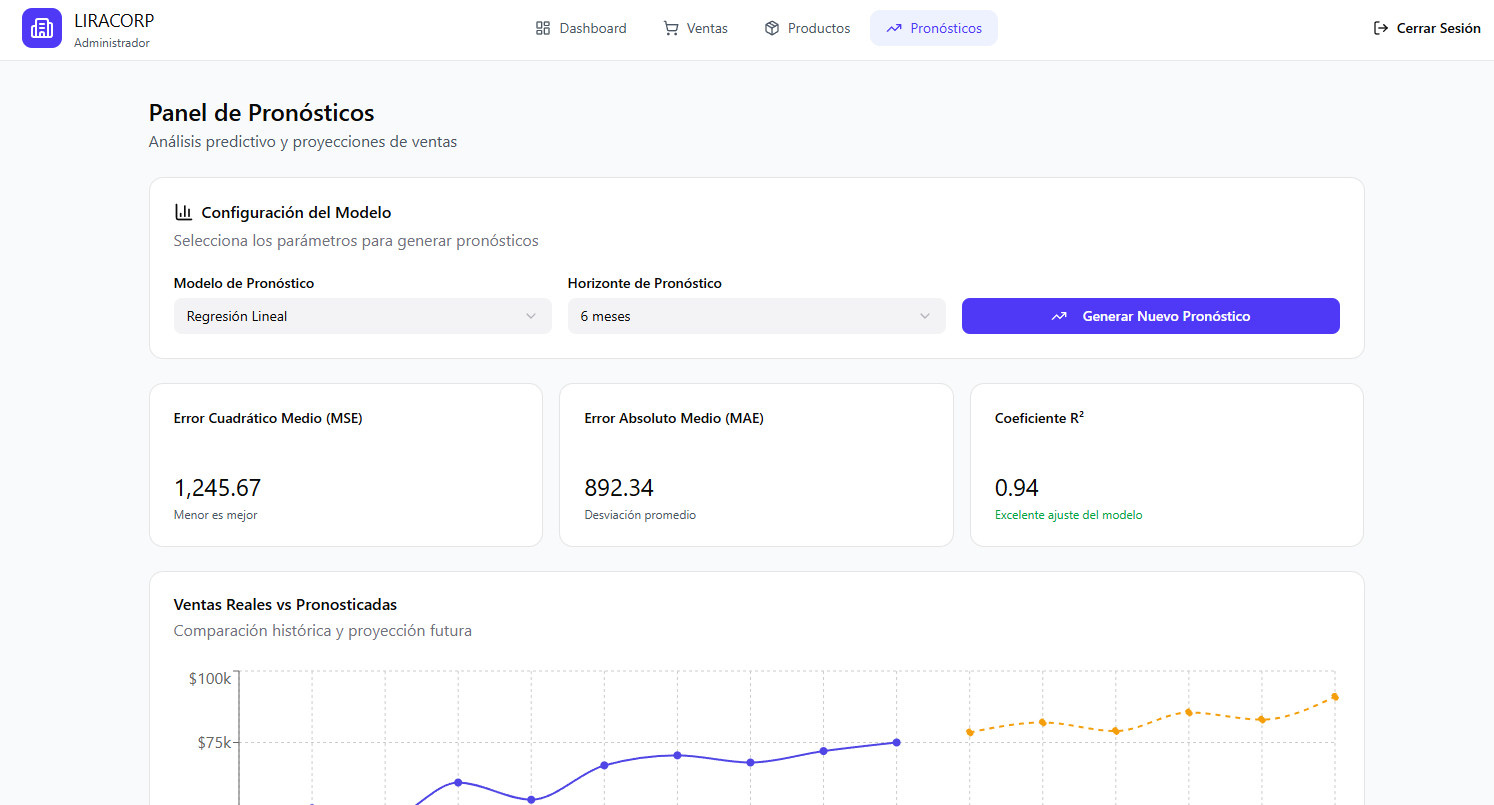 LIRACORP
Administrador
Dashboard
Ventas
Productos
Pronósticos
Cerrar Sesión
Panel de Pronósticos
Análisis predictivo y proyecciones de ventas
Configuración del Modelo
Selecciona los parámetros para generar pronósticos
Modelo de Pronóstico
Regresión Lineal
Horizonte de Pronóstico
6 meses
Generar Nuevo Pronóstico
Error Cuadrático Medio (MSE)
1,245.67
Menor es mejor
Error Absoluto Medio (MAE)
892.34
Desviación promedio
Coeficiente R²
0.94
Excelente ajuste del modelo
Ventas Reales vs Pronosticadas
Comparación histórica y proyección futura
$100k
$75k